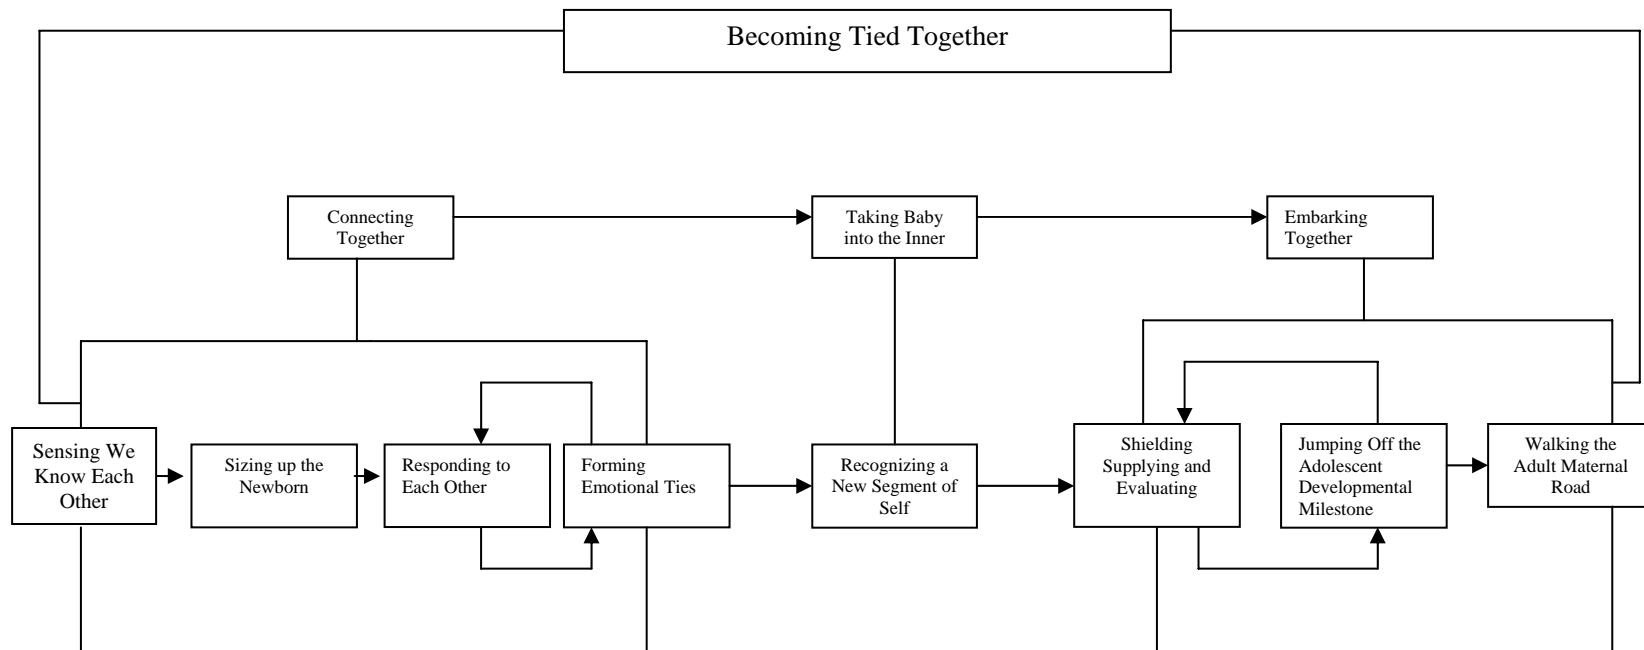 Becoming Tied Together
Connecting
Together
Taking Baby
into the Inner
Embarking
Together
Sensing We
Know Each
Other
Sizing up the
Newborn
Responding to
Each Other
Forming
Emotional Ties
Recognizing a
New Segment of
Self
Shielding
Supplying and
Evaluating
Jumping Off the
Adolescent
Developmental
Milestone
Walking the
Adult Maternal
Road